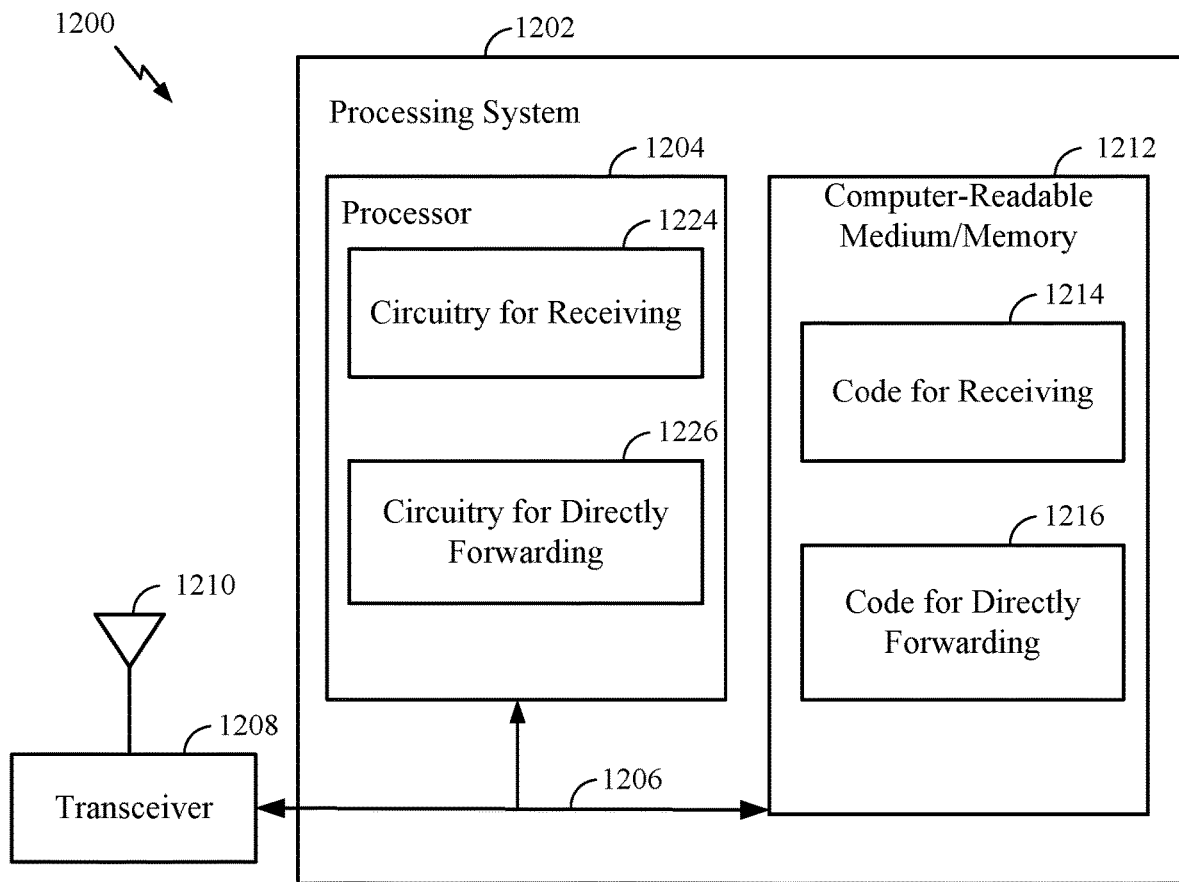 1200
1202
Processing System
1204
Processor
1224
Circuitry for Receiving
1226
Circuitry for Directly
Forwarding
1212
Computer-Readable
Medium/Memory
1214
Code for Receiving
1216
Code for Directly
Forwarding
1210
1208
Transceiver
1206